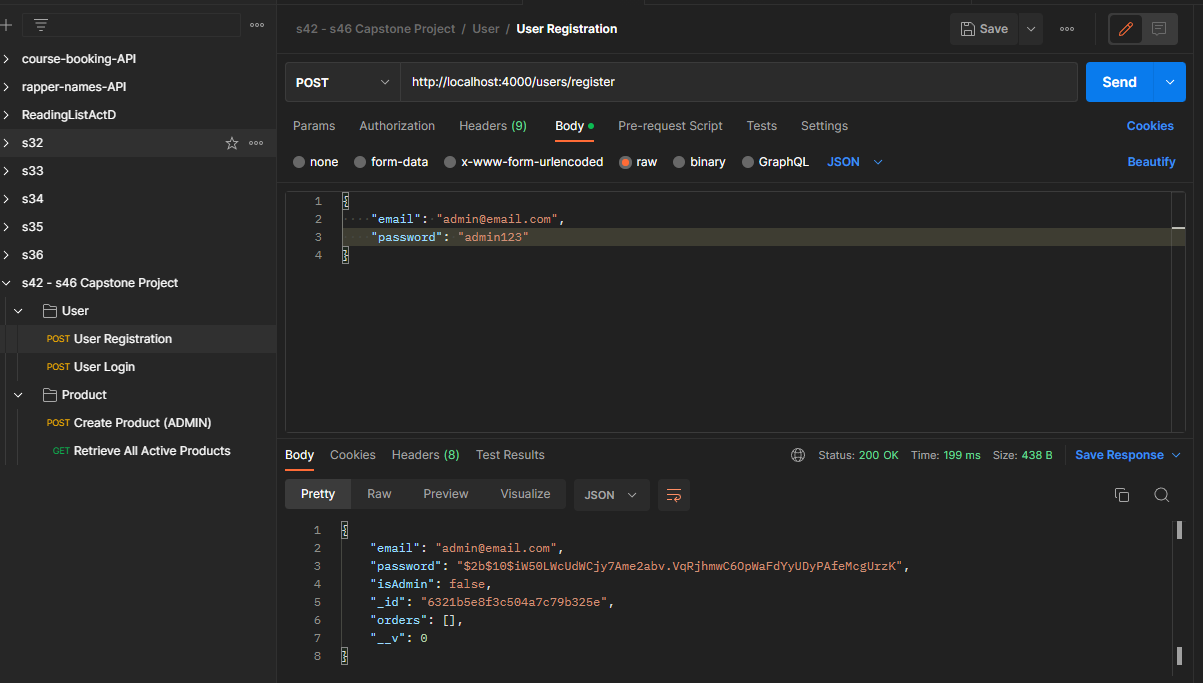 s42 - s46 Capstone Project / User / User Registration
Save
course-booking-API
rapper-names-API
ReadingListActD
s32
s33
s34
s35
s36
s42 - s46 Capstone Project
User
POST User Registration
POST User Login
Product
POST Create Product (ADMIN)
GET Retrieve All Active Products
POST http://localhost:4000/users/register Send
Params Authorization Headers (9) Body Pre-request Script Tests Settings Cookies
none form-data x-www-form-urlencoded raw binary GraphQL JSON Beautify
1 {
2 "email": "admin@email.com",
3 "password": "admin123"
4 }
Body Cookies Headers (8) Test Results Status: 200 OK Time: 199 ms Size: 438 B Save Response
Pretty Raw Preview Visualize JSON
1 {
2 "email": "admin@email.com",
3 "password": "$2b$10$iW50LWcUdWCjy7Ame2abv.VqRjhmwC6OpWaFdYyUDyPAfeMcgUrzK",
4 "isAdmin": false,
5 "_id": "6321b5e8f3c504a7c79b325e",
6 "orders": [],
7 "__v": 0
8 }